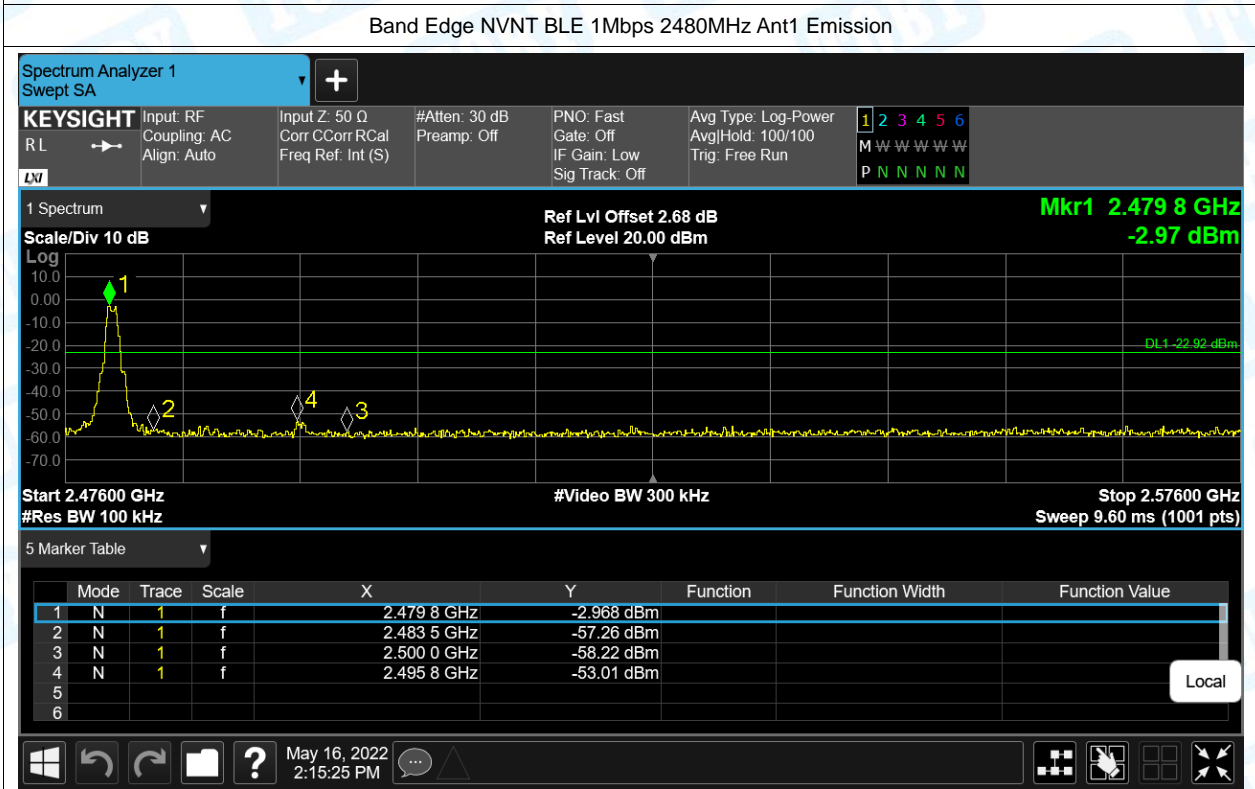 Band Edge NVNT BLE 1Mbps 2480MHz Ant1 Emission
Spectrum Analyzer 1
Swept SA
KEYSIGHT
R L
LXI
Input: RF
Coupling: AC
Align: Auto
Input Z: 50 Ω
Corr CCorr RCal
Freq Ref: Int (S)
#Atten: 30 dB
Preamp: Off
PNO: Fast
Gate: Off
IF Gain: Low
Sig Track: Off
Avg Type: Log-Power
Avg|Hold: 100/100
Trig: Free Run
1 2 3 4 5 6
M W W W W W
P N N N N N
1 Spectrum
Scale/Div 10 dB
Ref Lvl Offset 2.68 dB
Ref Level 20.00 dBm
Mkr1 2.479 8 GHz
-2.97 dBm
Log
10.0
0.00
-10.0
-20.0
-30.0
-40.0
-50.0
-60.0
-70.0
1
2
4
3
DL1 -22.92 dBm
Start 2.47600 GHz
#Video BW 300 kHz
Stop 2.57600 GHz
#Res BW 100 kHz
Sweep 9.60 ms (1001 pts)
5 Marker Table
Mode Trace Scale X Y Function Function Width Function Value
1 N 1 f 2.479 8 GHz -2.968 dBm
2 N 1 f 2.483 5 GHz -57.26 dBm
3 N 1 f 2.500 0 GHz -58.22 dBm
4 N 1 f 2.495 8 GHz -53.01 dBm
5
6
Local
?
May 16, 2022
2:15:25 PM